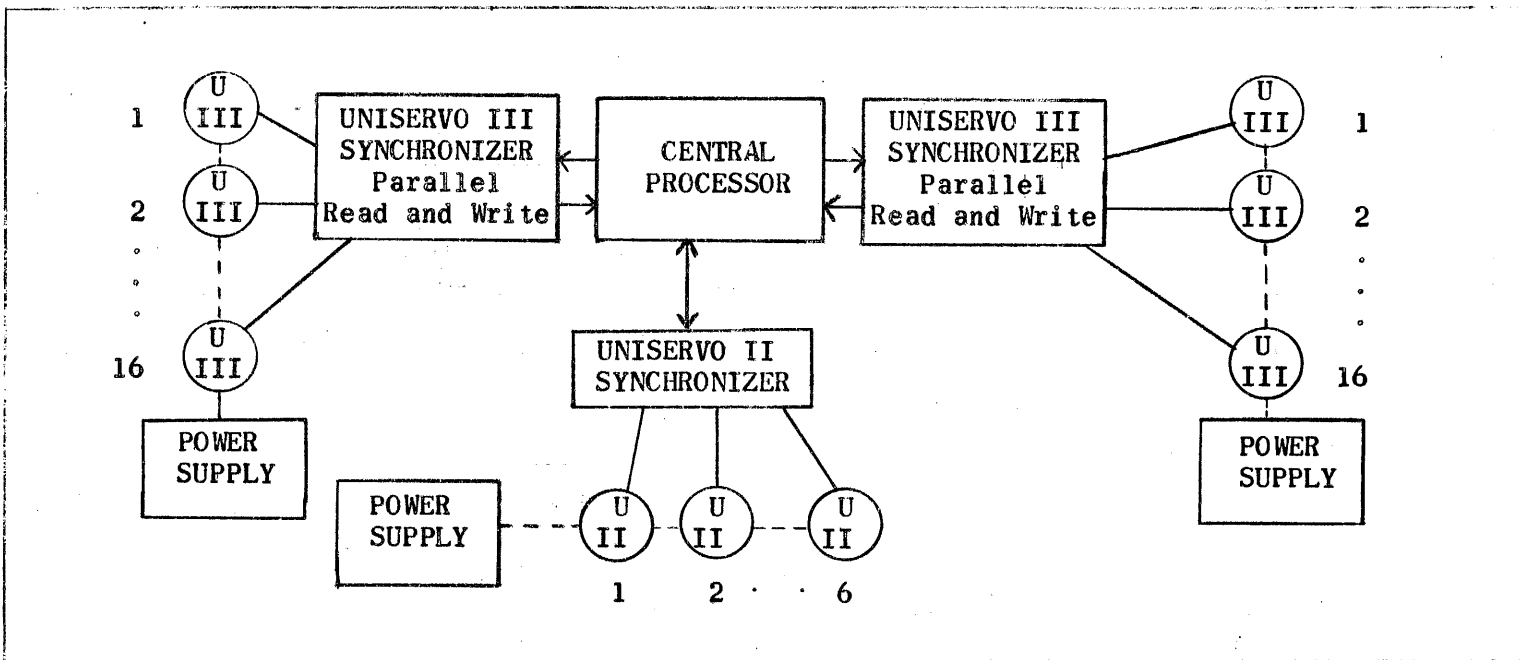 U
III
1
U
III
2
U
III
16
POWER
SUPPLY
UNISERVO III
SYNCHRONIZER
Parallel
Read and Write
CENTRAL
PROCESSOR
UNISERVO III
SYNCHRONIZER
Parallel
Read and Write
U
III
1
U
III
2
U
III
16
POWER
SUPPLY
UNISERVO II
SYNCHRONIZER
POWER
SUPPLY
U
II
U
II
U
II
1 2 · · 6